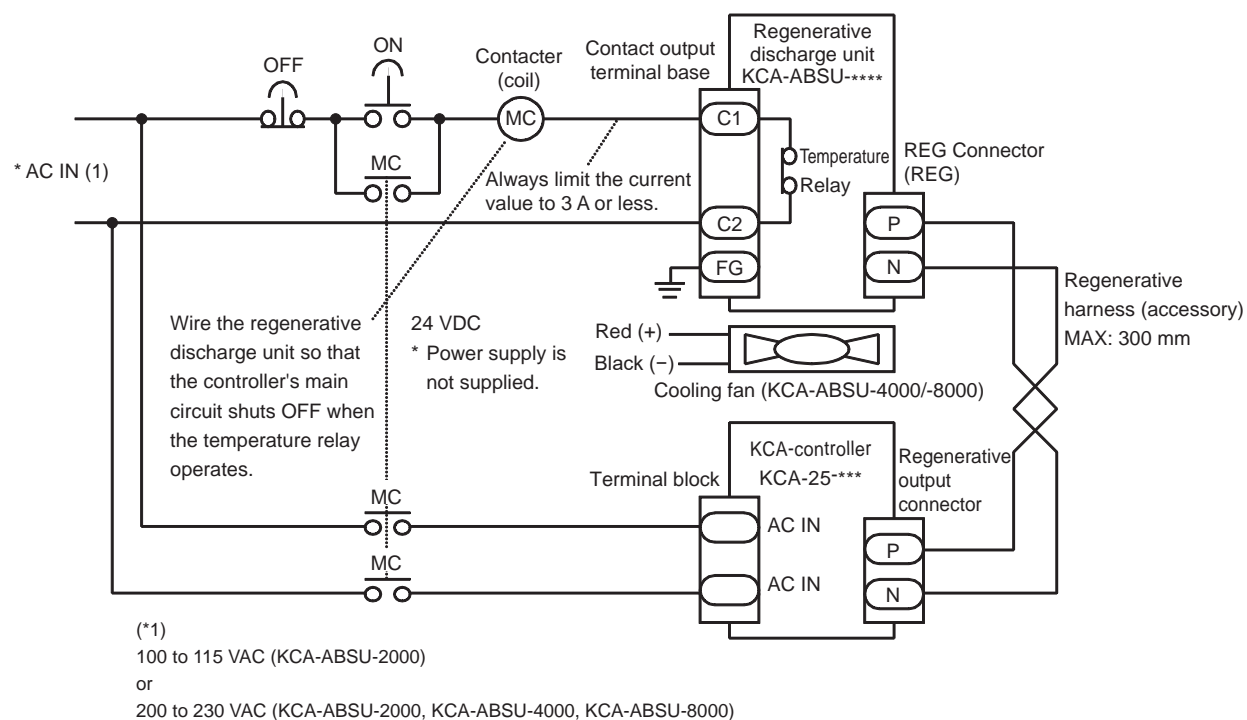 Regenerative
discharge unit
KCA-ABSU-****
ON
OFF
Contacter
(coil)
Contact output
terminal base
MC
C1
* AC IN (1)
MC
Always limit the current
value to 3 A or less.
Temperature
Relay
REG Connector
(REG)
C2
P
FG
N
Regenerative
harness (accessory)
MAX: 300 mm
Wire the regenerative
discharge unit so that
the controller's main
circuit shuts OFF when
the temperature relay
operates.
24 VDC
* Power supply is
not supplied.
Red (+)
Black (−)
Cooling fan (KCA-ABSU-4000/-8000)
KCA-controller
KCA-25-***
Terminal block
Regenerative
output
connector
MC
AC IN
P
MC
AC IN
N
(*1)
100 to 115 VAC (KCA-ABSU-2000)
or
200 to 230 VAC (KCA-ABSU-2000, KCA-ABSU-4000, KCA-ABSU-8000)